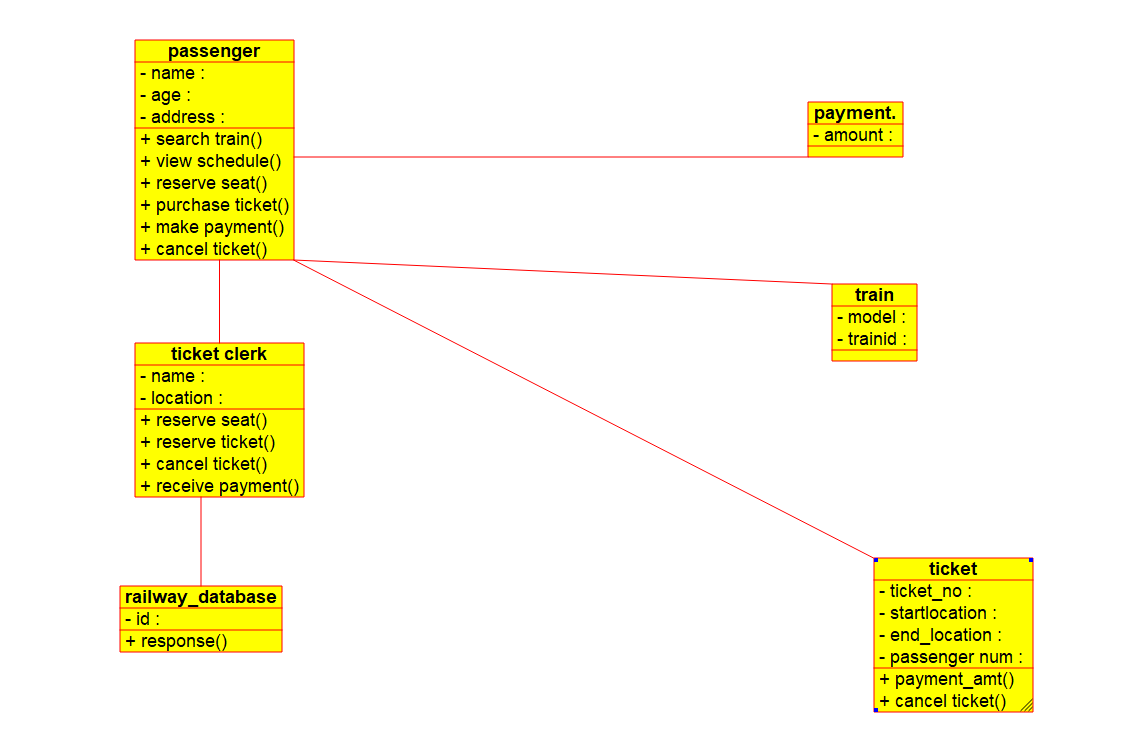 passenger
- name :
- age :
- address :
+ search train()
+ view schedule()
+ reserve seat()
+ purchase ticket()
+ make payment()
+ cancel ticket()
payment.
- amount :
train
- model :
- trainid :
ticket clerk
- name :
- location :
+ reserve seat()
+ reserve ticket()
+ cancel ticket()
+ receive payment()
railway_database
- id :
+ response()
ticket
- ticket_no :
- startlocation :
- end_location :
- passenger num :
+ payment_amt()
+ cancel ticket()